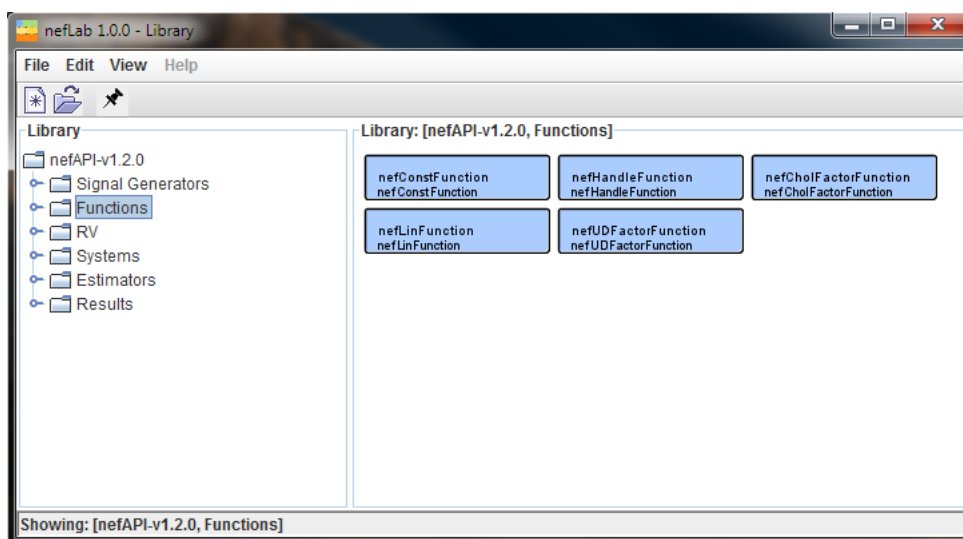 nefLab 1.0.0 - Library
File Edit View Help
Library
nefAPI-v1.2.0
Signal Generators
Functions
RV
Systems
Estimators
Results
Library: [nefAPI-v1.2.0, Functions]
nefConstFunction
nefConstFunction
nefHandleFunction
nefHandleFunction
nefCholFactorFunction
nefCholFactorFunction
nefLinFunction
nefLinFunction
nefUDFactorFunction
nefUDFactorFunction
Showing: [nefAPI-v1.2.0, Functions]